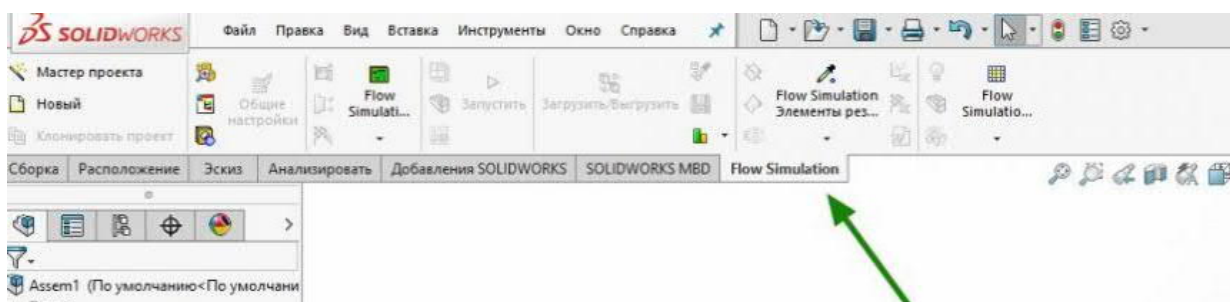 SOLIDWORKS Файл Правка Вид Вставка Инструменты Окно Справка
Мастер проекта
Новый
Клонировать проект
Общие настройки
Flow Simulati...
Запустить
Загрузить/Выгрузить
Flow Simulation Элементы рез...
Flow Simulatio...
Сборка Расположение Эскиз Анализировать Добавления SOLIDWORKS SOLIDWORKS MBD Flow Simulation
Assem1 (По умолчанию<По умолчани